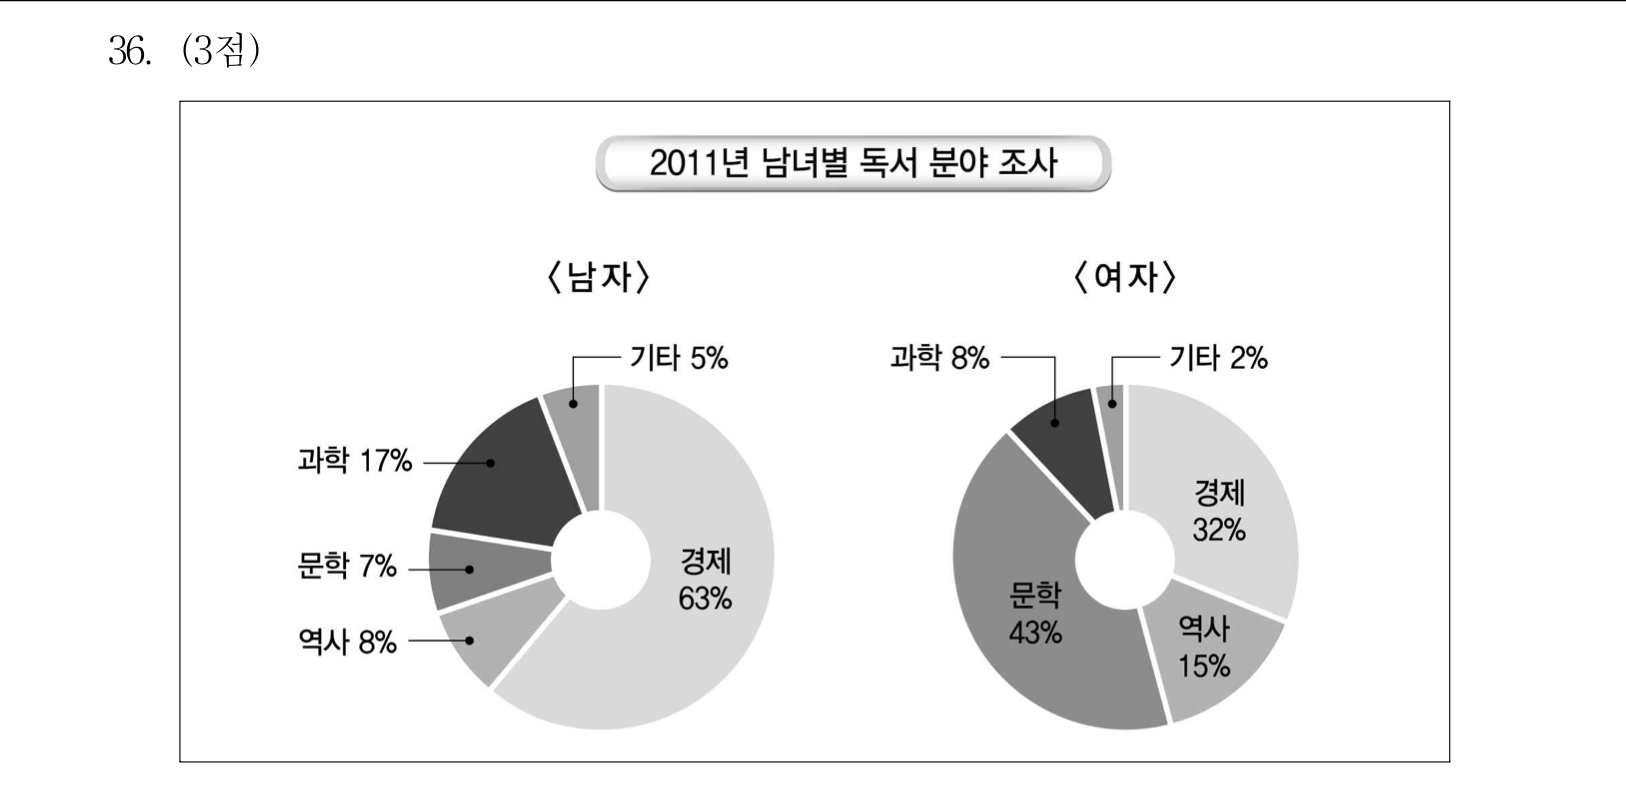 36. (3점)
2011년 남녀별 독서 분야 조사
〈남자〉
기타 5%
과학 17%
문학 7%
역사 8%
경제
63%
〈여자〉
과학 8%
기타 2%
경제
32%
문학
43%
역사
15%